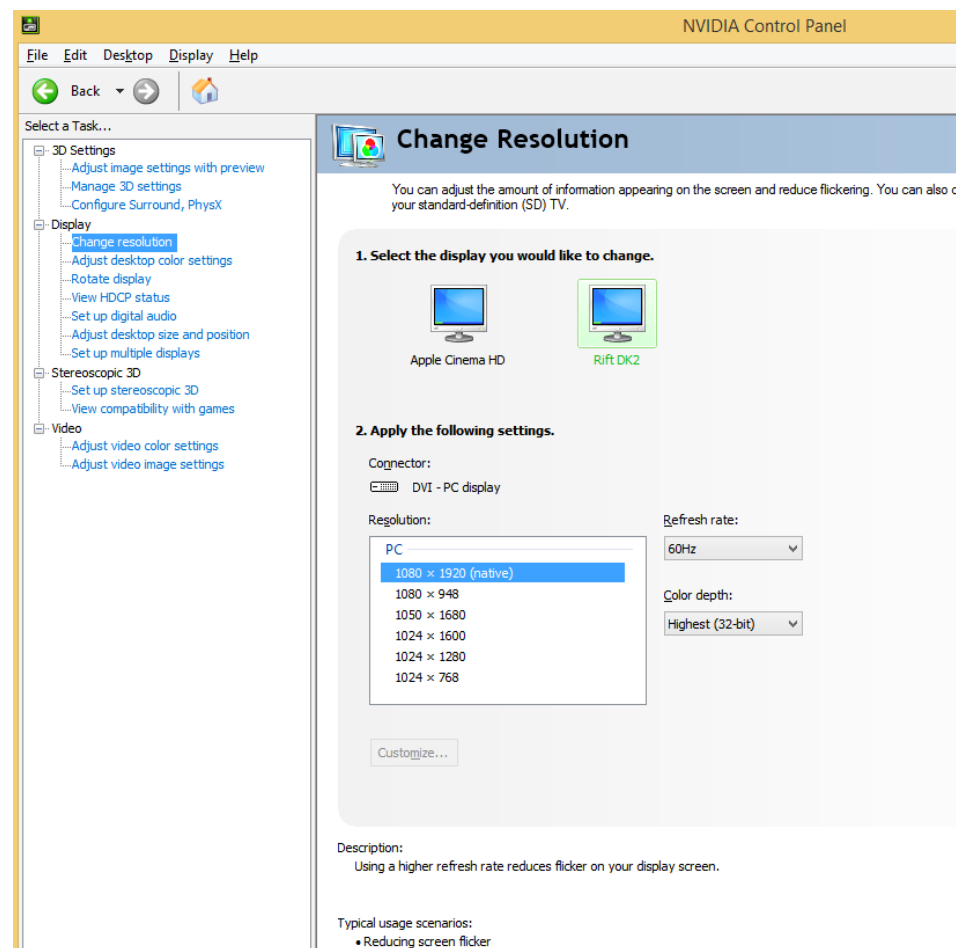 NVIDIA Control Panel
File Edit Desktop Display Help
Back
Select a Task...
3D Settings
Adjust image settings with preview
Manage 3D settings
Configure Surround, PhysX
Display
Change resolution
Adjust desktop color settings
Rotate display
View HDCP status
Set up digital audio
Adjust desktop size and position
Set up multiple displays
Stereoscopic 3D
Set up stereoscopic 3D
View compatibility with games
Video
Adjust video color settings
Adjust video image settings
Change Resolution
You can adjust the amount of information appearing on the screen and reduce flickering. You can also
your standard-definition (SD) TV.
1. Select the display you would like to change.
Apple Cinema HD
Rift DK2
2. Apply the following settings.
Connector:
DVI - PC display
Resolution:
PC
1080 × 1920 (native)
1080 × 948
1050 × 1680
1024 × 1600
1024 × 1280
1024 × 768
Refresh rate:
60Hz
Color depth:
Highest (32-bit)
Customize...
Description:
Using a higher refresh rate reduces flicker on your display screen.
Typical usage scenarios:
• Reducing screen flicker